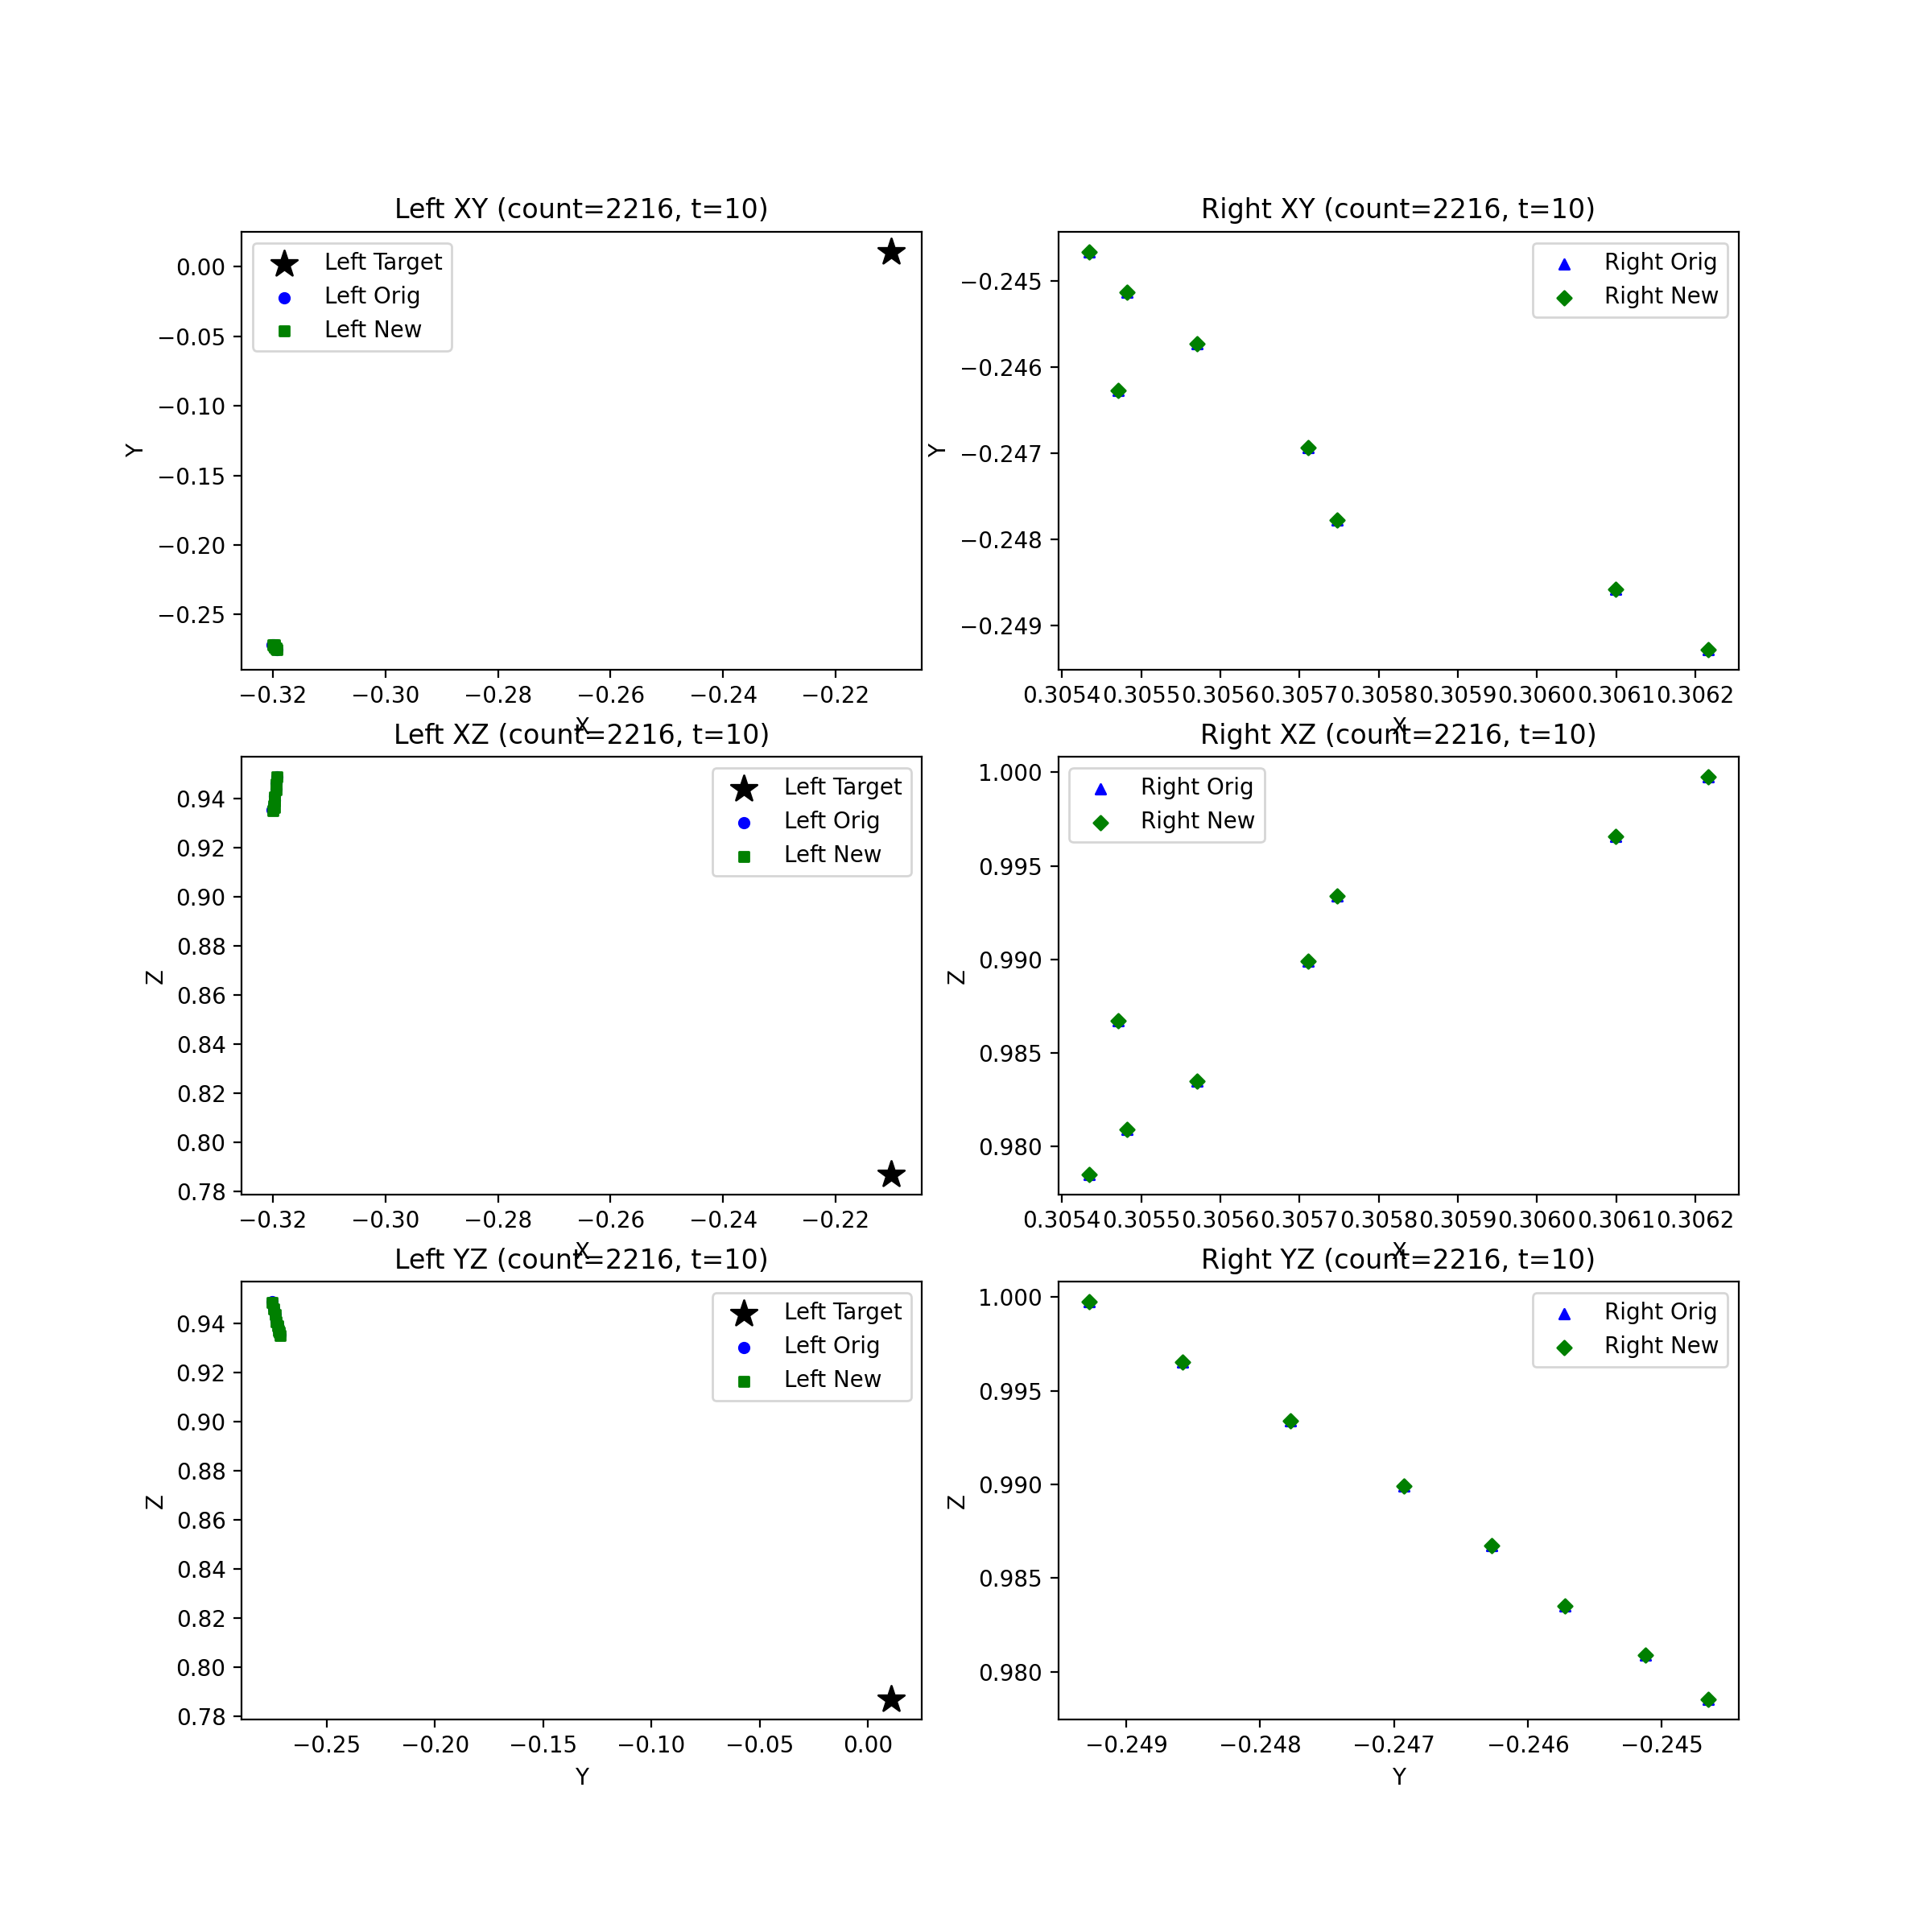 Left XY (count=2216, t=10)
Left Target
Left Orig
Left New
0.00
−0.05
−0.10
−0.15
−0.20
−0.25
Y
−0.32 −0.30 −0.28 −0.26 −0.24 −0.22
X
Right XY (count=2216, t=10)
Right Orig
Right New
−0.245
−0.246
−0.247
−0.248
−0.249
Y
0.3054 0.3055 0.3056 0.3057 0.3058 0.3059 0.3060 0.3061 0.3062
X
Left XZ (count=2216, t=10)
Left Target
Left Orig
Left New
0.94
0.92
0.90
0.88
0.86
0.84
0.82
0.80
0.78
Z
−0.32 −0.30 −0.28 −0.26 −0.24 −0.22
X
Right XZ (count=2216, t=10)
Right Orig
Right New
1.000
0.995
0.990
0.985
0.980
Z
0.3054 0.3055 0.3056 0.3057 0.3058 0.3059 0.3060 0.3061 0.3062
X
Left YZ (count=2216, t=10)
Left Target
Left Orig
Left New
0.94
0.92
0.90
0.88
0.86
0.84
0.82
0.80
0.78
Z
−0.25 −0.20 −0.15 −0.10 −0.05 0.00
Y
Right YZ (count=2216, t=10)
Right Orig
Right New
1.000
0.995
0.990
0.985
0.980
Z
−0.249 −0.248 −0.247 −0.246 −0.245
Y